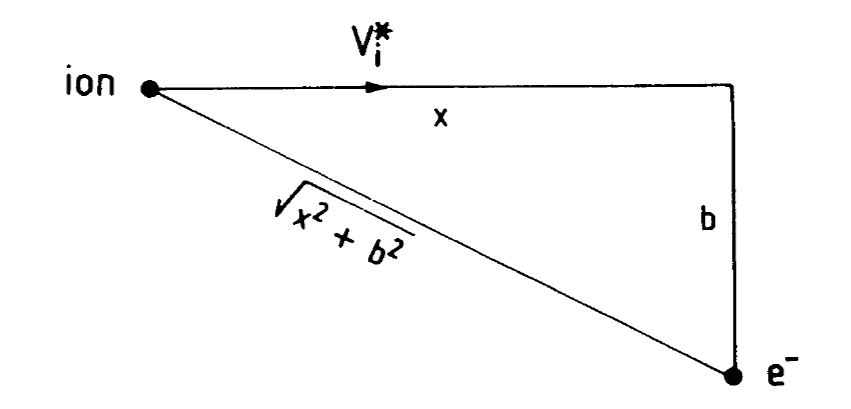 V_i^*
ion
x
√x² + b²
b
e⁻